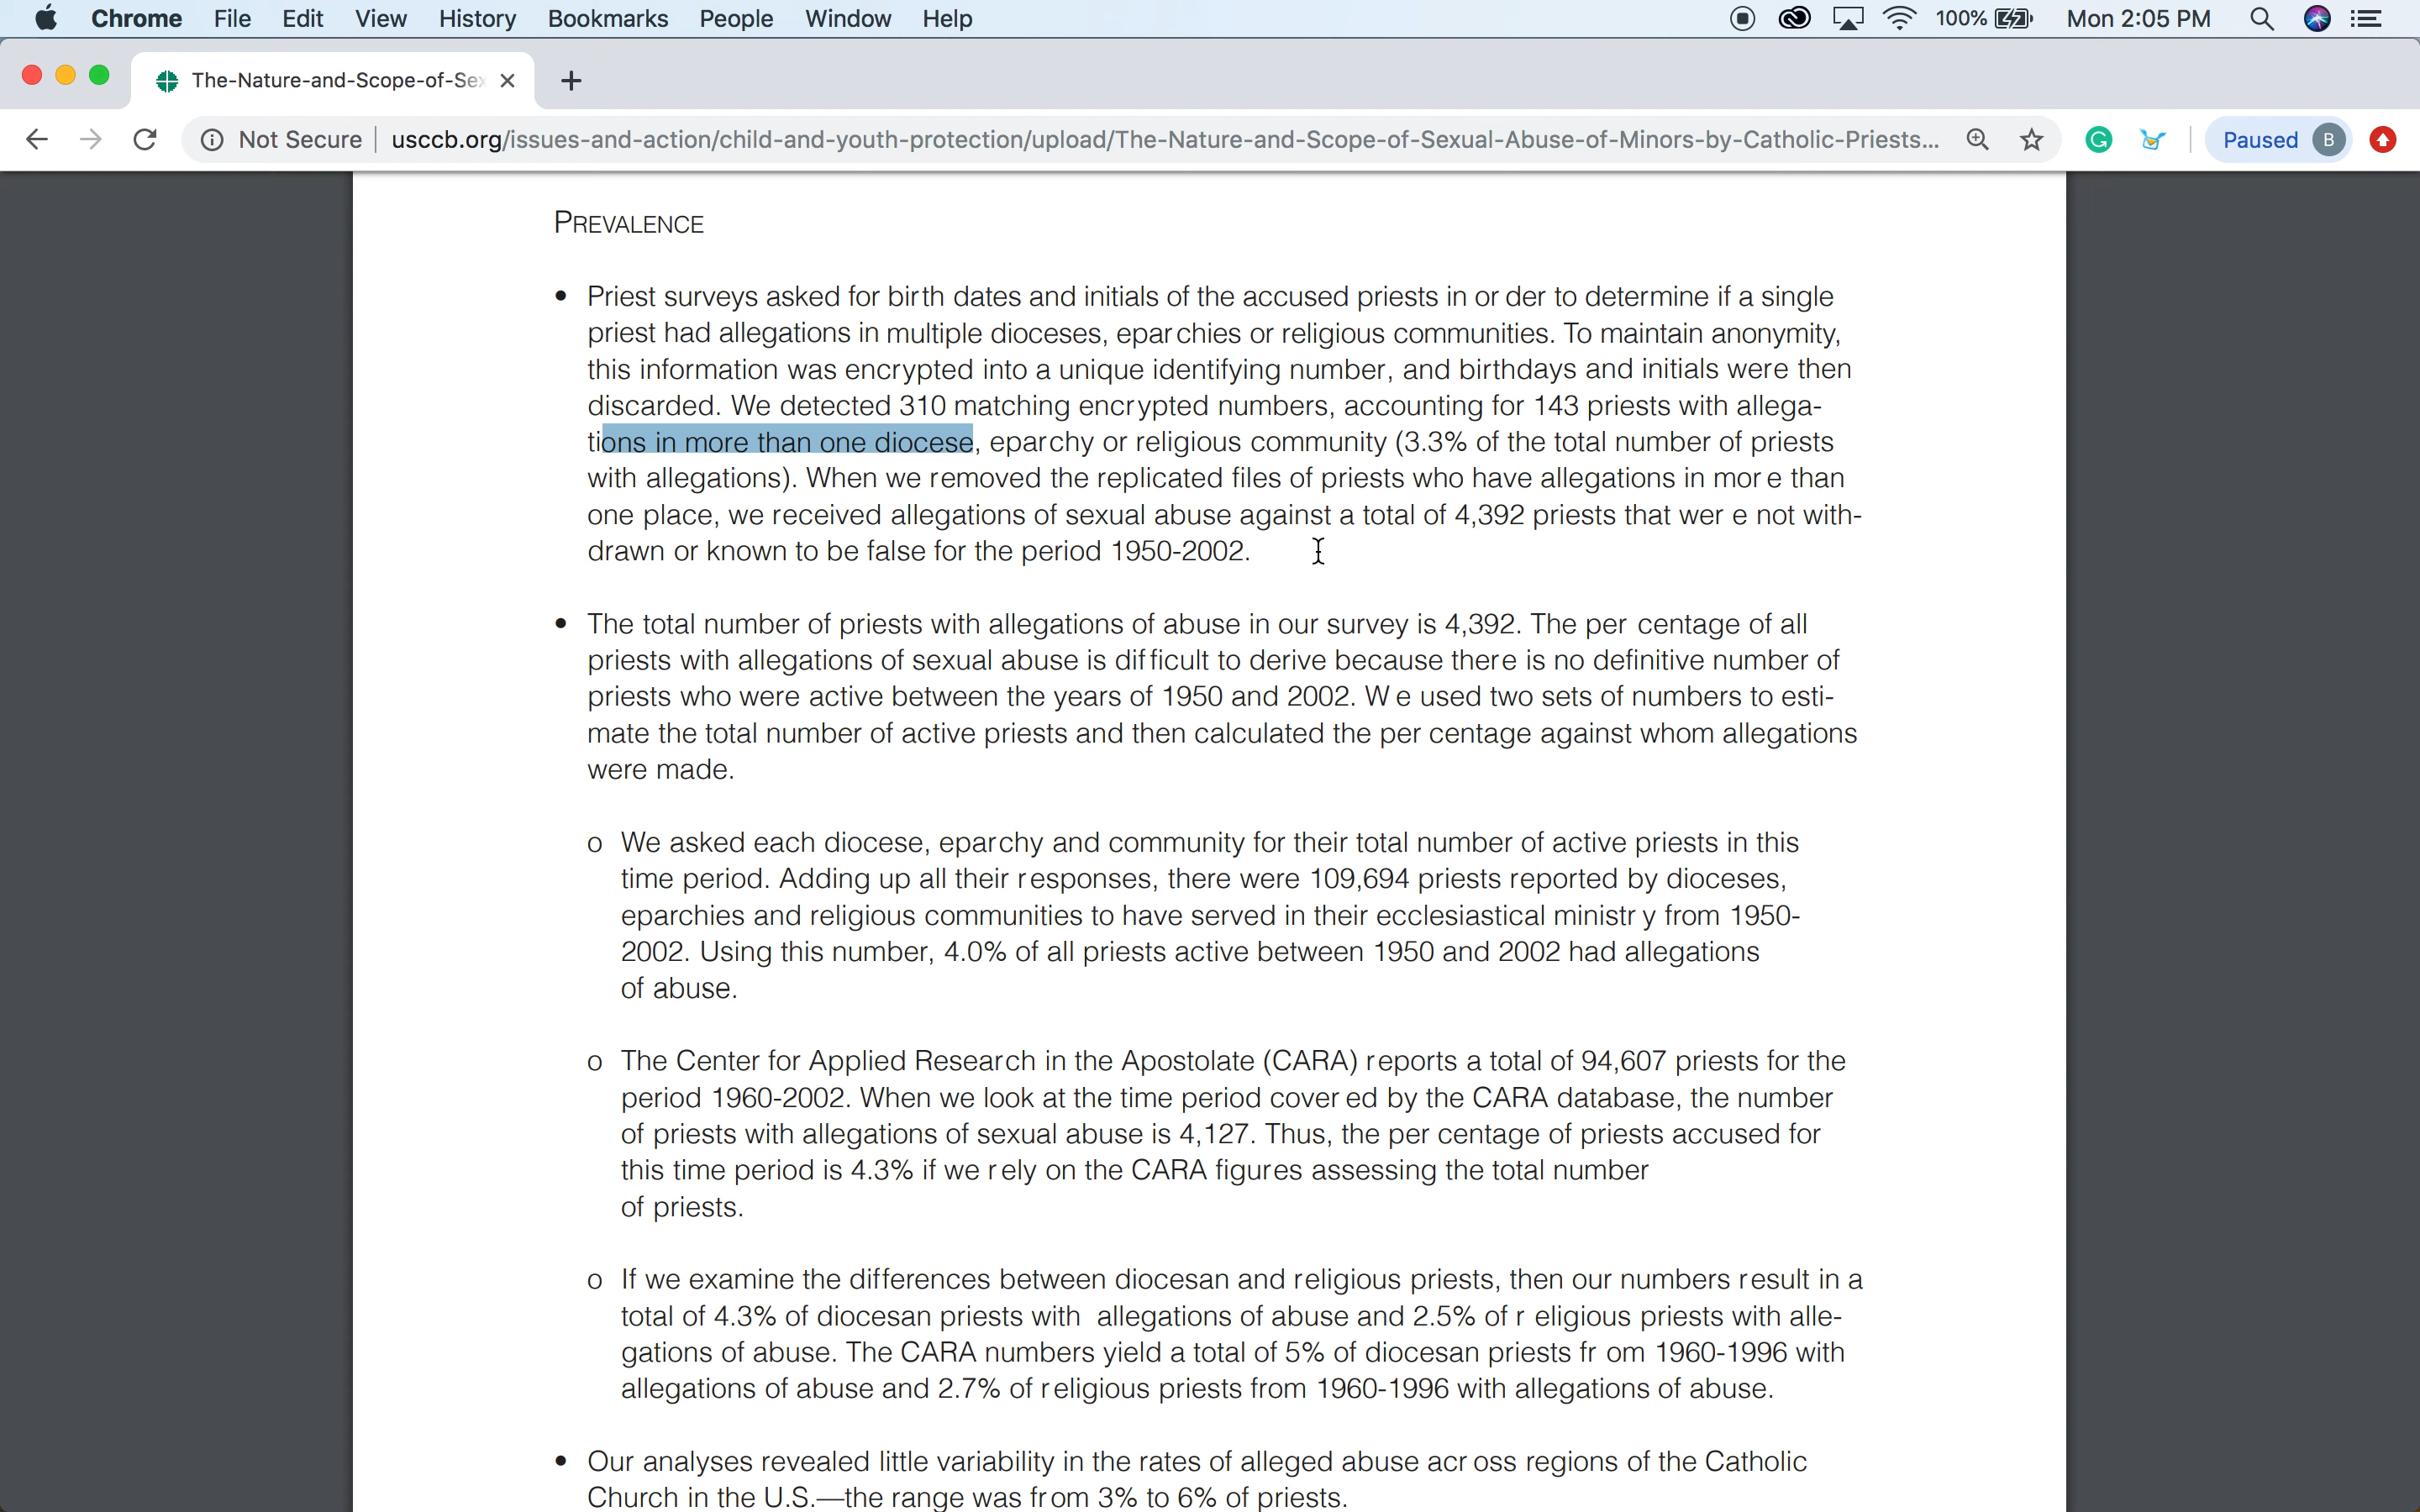 Chrome File Edit View History Bookmarks People Window Help 100% Mon 2:05 PM
The-Nature-and-Scope-of-Sex
Not Secure usccb.org/issues-and-action/child-and-youth-protection/upload/The-Nature-and-Scope-of-Sexual-Abuse-of-Minors-by-Catholic-Priests... G Paused B
PREVALENCE
• Priest surveys asked for birth dates and initials of the accused priests in or der to determine if a single
priest had allegations in multiple dioceses, epar chies or religious communities. To maintain anonymity,
this information was encrypted into a unique identifying number, and birthdays and initials were then
discarded. We detected 310 matching encrypted numbers, accounting for 143 priests with allega-
tions in more than one diocese, eparchy or religious community (3.3% of the total number of priests
with allegations). When we removed the replicated files of priests who have allegations in mor e than
one place, we received allegations of sexual abuse against a total of 4,392 priests that wer e not with-
drawn or known to be false for the period 1950-2002.
• The total number of priests with allegations of abuse in our survey is 4,392. The per centage of all
priests with allegations of sexual abuse is difficult to derive because there is no definitive number of
priests who were active between the years of 1950 and 2002. W e used two sets of numbers to esti-
mate the total number of active priests and then calculated the per centage against whom allegations
were made.
o We asked each diocese, eparchy and community for their total number of active priests in this
time period. Adding up all their responses, there were 109,694 priests reported by dioceses,
eparchies and religious communities to have served in their ecclesiastical ministr y from 1950-
2002. Using this number, 4.0% of all priests active between 1950 and 2002 had allegations
of abuse.
o The Center for Applied Research in the Apostolate (CARA) reports a total of 94,607 priests for the
period 1960-2002. When we look at the time period cover ed by the CARA database, the number
of priests with allegations of sexual abuse is 4,127. Thus, the per centage of priests accused for
this time period is 4.3% if we rely on the CARA figures assessing the total number
of priests.
o If we examine the differences between diocesan and religious priests, then our numbers result in a
total of 4.3% of diocesan priests with allegations of abuse and 2.5% of r eligious priests with alle-
gations of abuse. The CARA numbers yield a total of 5% of diocesan priests fr om 1960-1996 with
allegations of abuse and 2.7% of religious priests from 1960-1996 with allegations of abuse.
• Our analyses revealed little variability in the rates of alleged abuse acr oss regions of the Catholic
Church in the U.S.—the range was from 3% to 6% of priests.